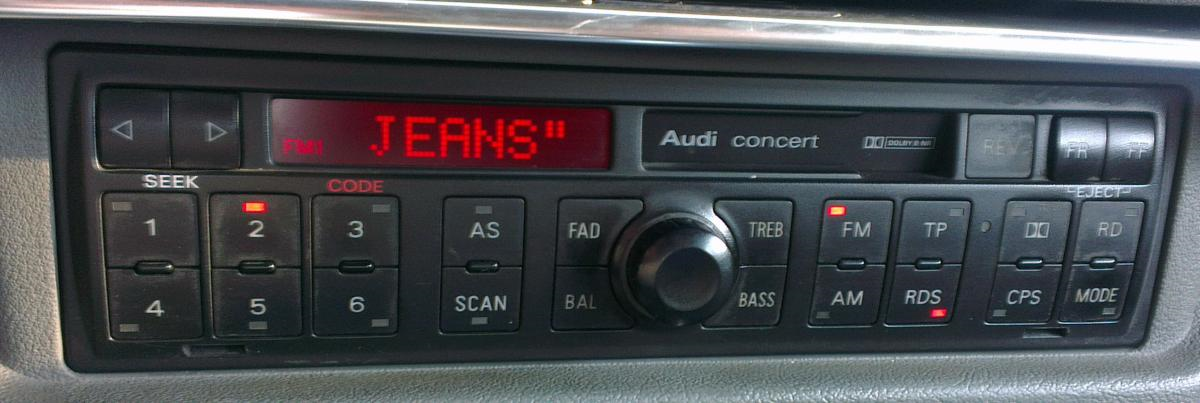 FM1 JEANS"
Audi concert DOLBY B NR REV FR FF
SEEK CODE EJECT
1 2 3 AS FAD TREB FM TP RD
4 5 6 SCAN BAL BASS AM RDS CPS MODE